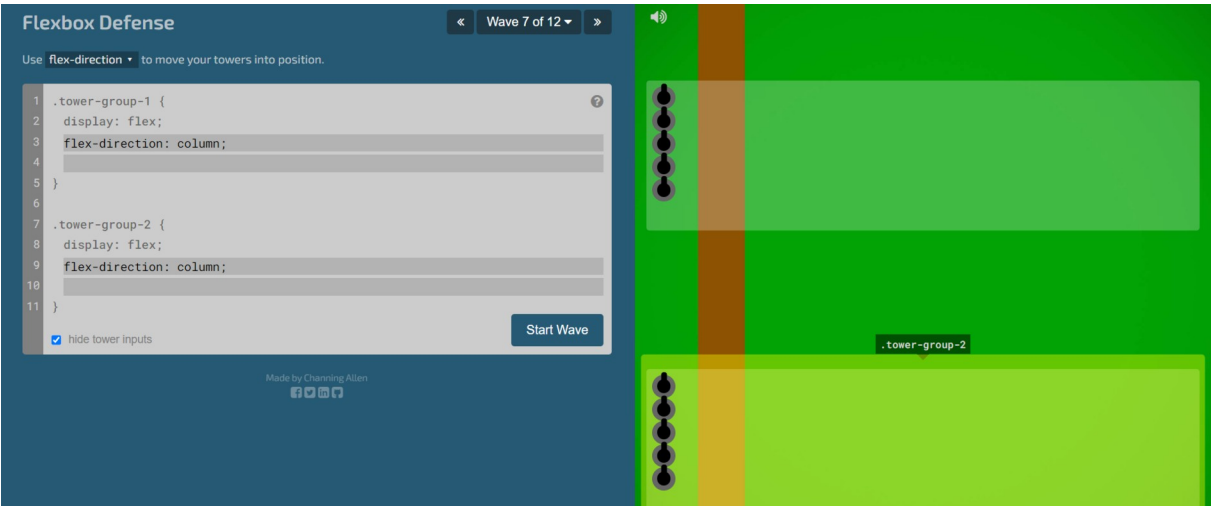 Flexbox Defense
« Wave 7 of 12 »
Use flex-direction to move your towers into position.
1 .tower-group-1 {
2 display: flex;
3 flex-direction: column;
4
5 }
6
7 .tower-group-2 {
8 display: flex;
9 flex-direction: column;
10
11 }
hide tower inputs
Start Wave
Made by Channing Allen
.tower-group-2